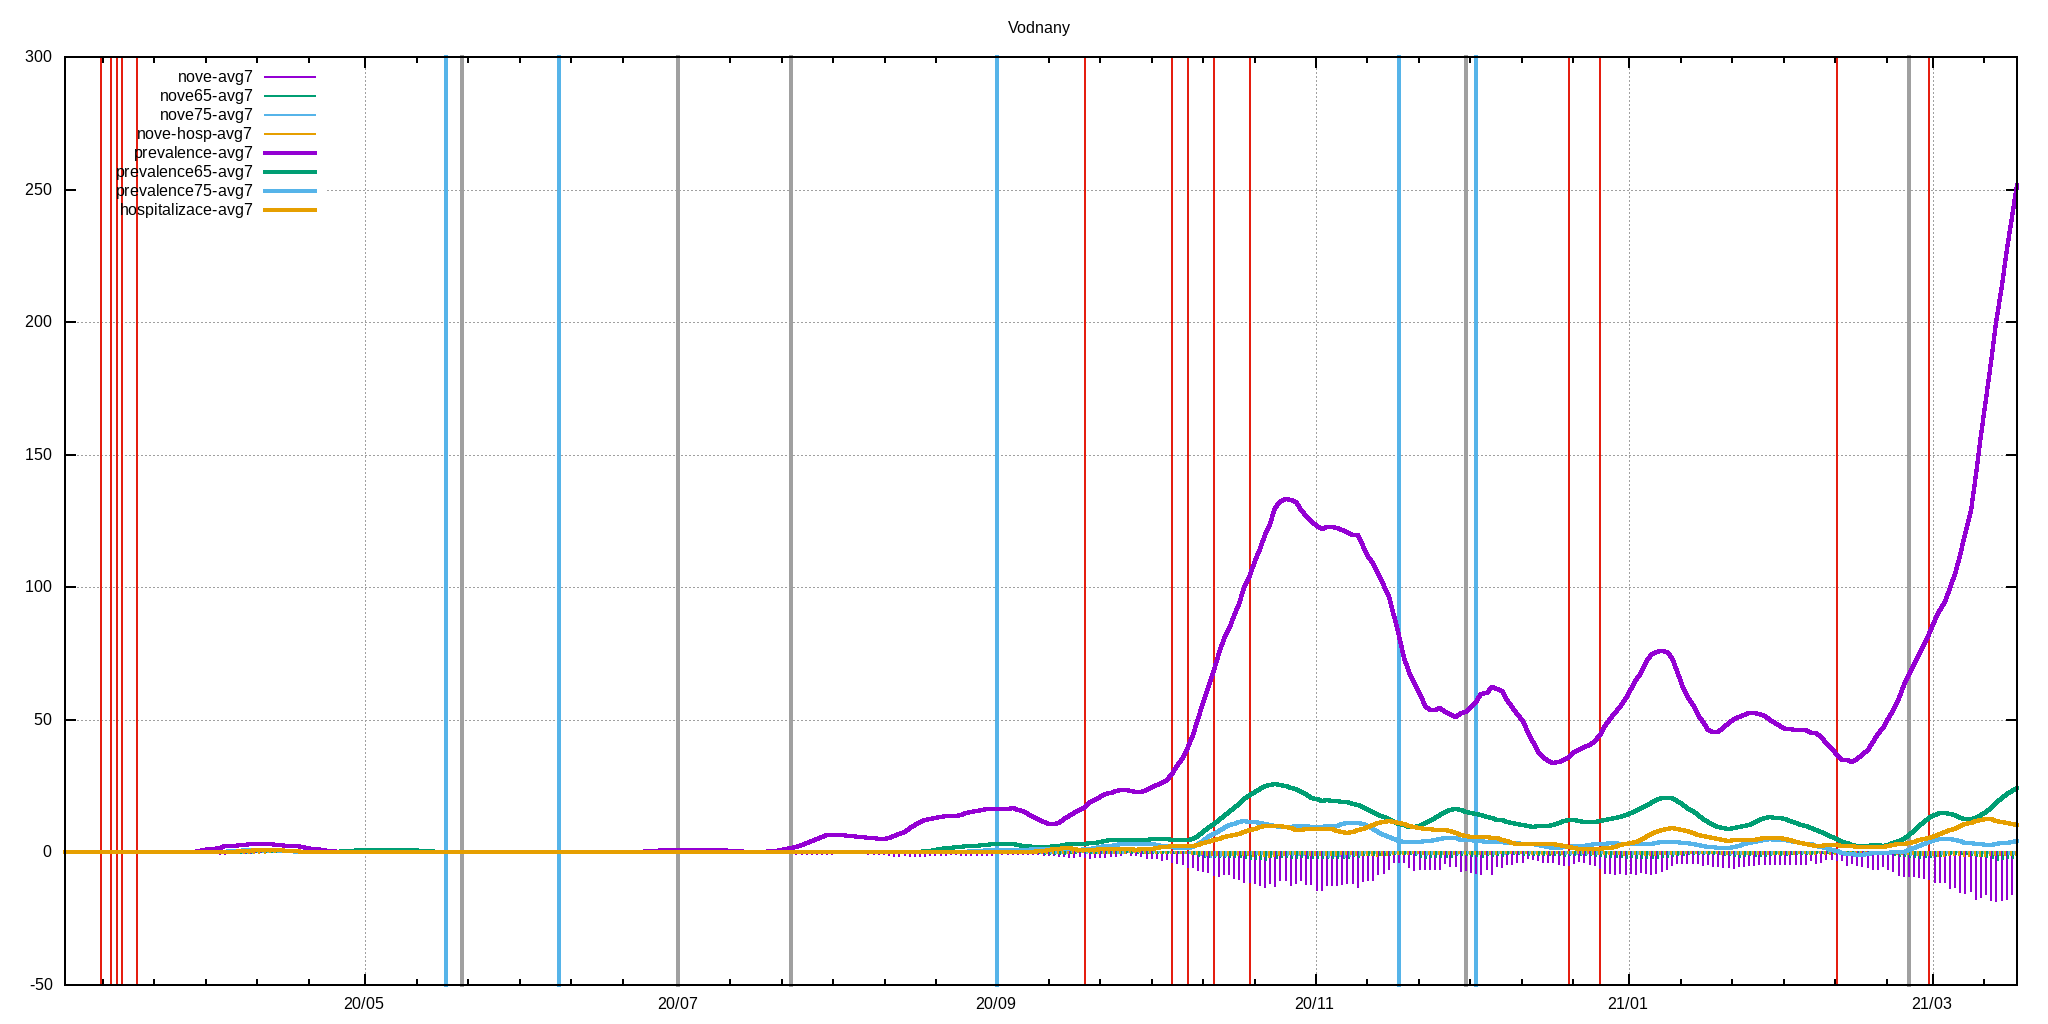 Vodnany
300
250
200
150
100
50
0
-50
nove-avg7
nove65-avg7
nove75-avg7
nove-hosp-avg7
prevalence-avg7
prevalence65-avg7
prevalence75-avg7
hospitalizace-avg7
20/05 20/07 20/09 20/11 21/01 21/03